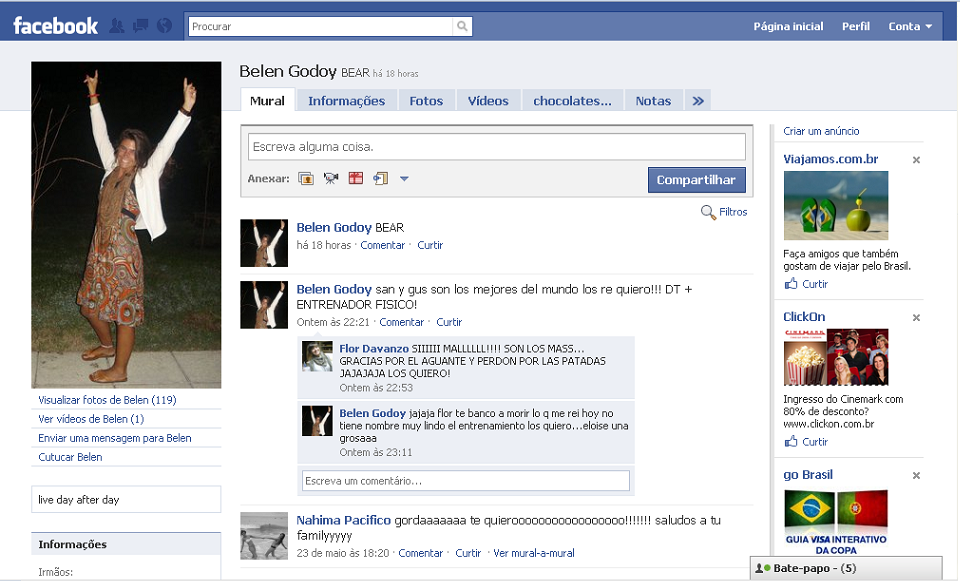 facebook
Procurar
Página inicial Perfil Conta
Belen Godoy BEAR há 18 horas
Mural Informações Fotos Vídeos chocolates... Notas »
Escreva alguma coisa.
Anexar:
Compartilhar
Filtros
Belen Godoy BEAR
há 18 horas · Comentar · Curtir
Belen Godoy san y gus son los mejores del mundo los re quiero!!! DT +
ENTRENADOR FISICO!
Ontem às 22:21 · Comentar · Curtir
Flor Davanzo SIIIIII MALLLLLL!!!! SON LOS MASS...
GRACIAS POR EL AGUANTE Y PERDON POR LAS PATADAS
JAJAJAJA LOS QUIERO!
Ontem às 22:53
Belen Godoy jajaja flor te banco a morir lo q me rei hoy no
tiene nombre muy lindo el entrenamiento los quiero...eloise una
grosaaa
Ontem às 23:11
Escreva um comentário...
Nahima Pacifico gordaaaaaaa te quierooooooooooooooooo!!!!!!! saludos a tu
familyyyyy
23 de maio às 18:20 · Comentar · Curtir · Ver mural-a-mural
Visualizar fotos de Belen (119)
Ver vídeos de Belen (1)
Enviar uma mensagem para Belen
Cutucar Belen
live day after day
Informações
Irmãos:
Criar um anúncio
Viajamos.com.br
Faça amigos que também
gostam de viajar pelo Brasil.
Curtir
ClickOn
Ingresso do Cinemark com
80% de desconto?
www.clickon.com.br
Curtir
go Brasil
GUIA VISA INTERATIVO
DA COPA
Bate-papo - (5)